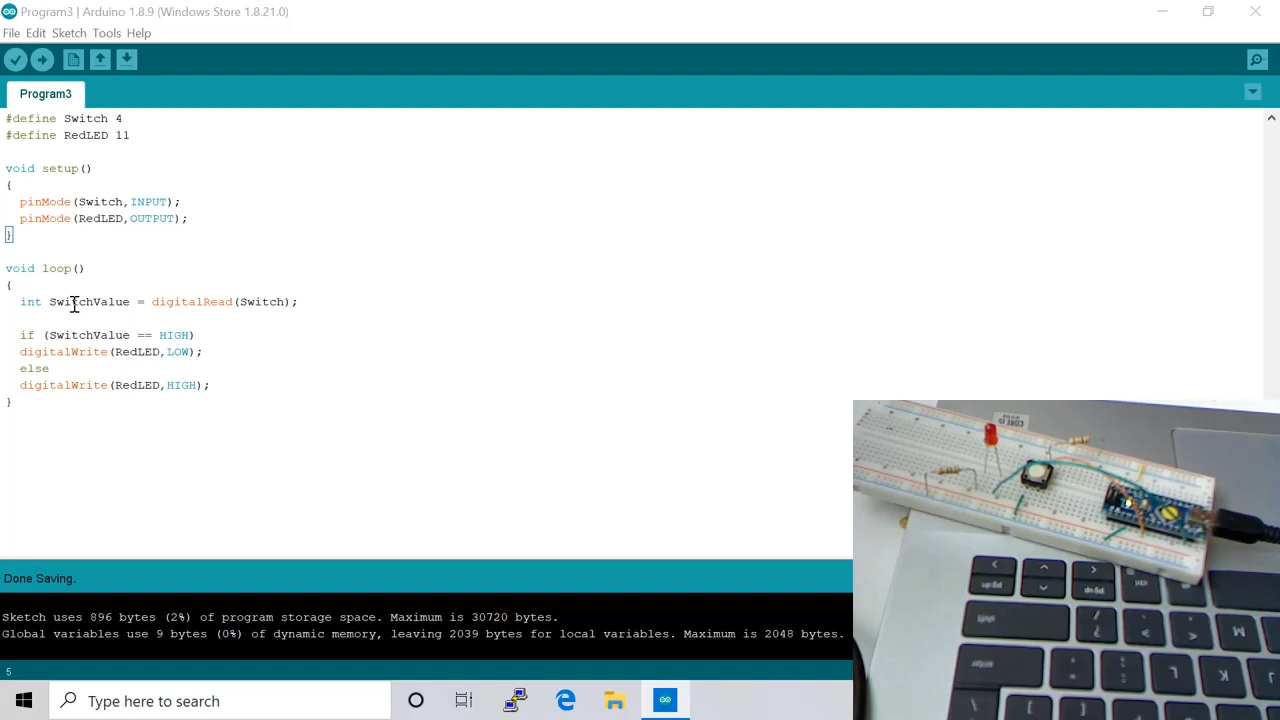 Program3 | Arduino 1.8.9 (Windows Store 1.8.21.0)
File Edit Sketch Tools Help
Program3
#define Switch 4
#define RedLED 11
void setup()
{
pinMode(Switch,INPUT);
pinMode(RedLED,OUTPUT);
}
void loop()
{
int SwitchValue = digitalRead(Switch);
if (SwitchValue == HIGH)
digitalWrite(RedLED,LOW);
else
digitalWrite(RedLED,HIGH);
}
Done Saving.
Sketch uses 896 bytes (2%) of program storage space. Maximum is 30720 bytes.
Global variables use 9 bytes (0%) of dynamic memory, leaving 2039 bytes for local variables. Maximum is 2048 bytes.
5
Type here to search